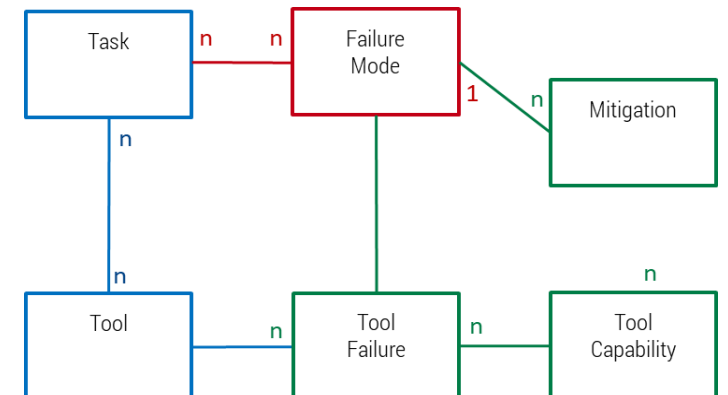 Task
n
n
Failure
Mode
1
n
Mitigation
n
n
n
Tool
n
Tool
Failure
n
Tool
Capability